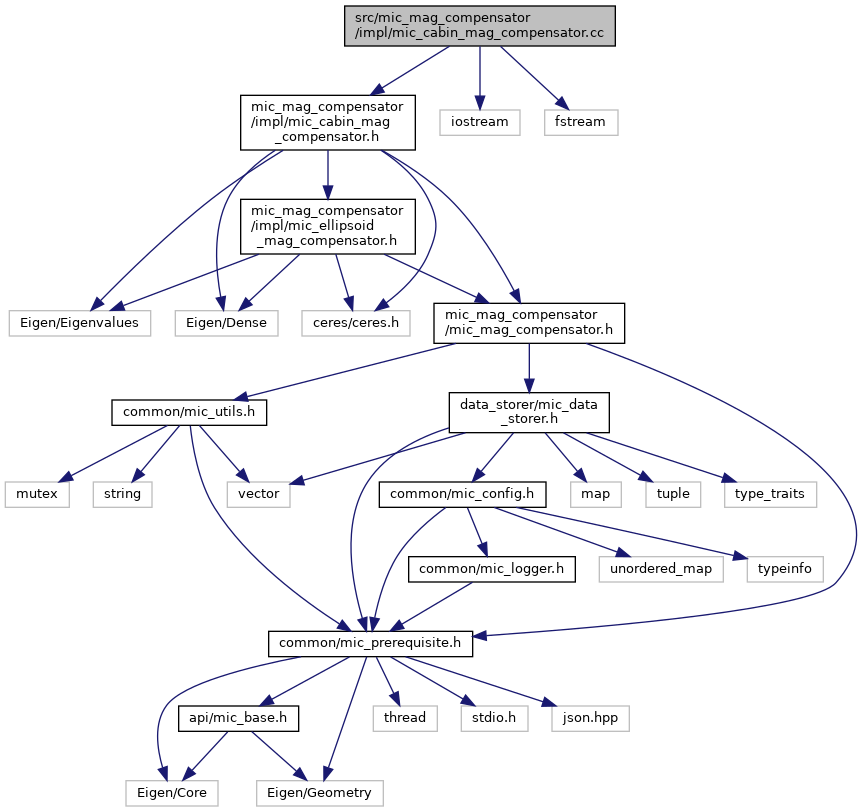 src/mic_mag_compensator
/impl/mic_cabin_mag_compensator.cc
mic_mag_compensator
/impl/mic_cabin_mag
_compensator.h
iostream
fstream
mic_mag_compensator
/impl/mic_ellipsoid
_mag_compensator.h
Eigen/Eigenvalues
Eigen/Dense
ceres/ceres.h
mic_mag_compensator
/mic_mag_compensator.h
common/mic_utils.h
data_storer/mic_data
_storer.h
mutex
string
vector
common/mic_config.h
map
tuple
type_traits
common/mic_logger.h
unordered_map
typeinfo
common/mic_prerequisite.h
api/mic_base.h
thread
stdio.h
json.hpp
Eigen/Core
Eigen/Geometry